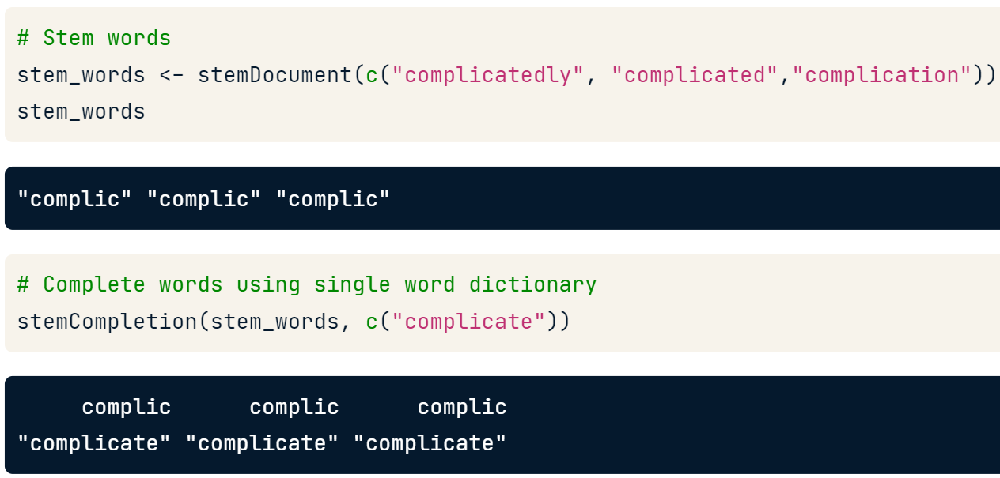 # Stem words
stem_words <- stemDocument(c("complicatedly", "complicated","complication"))
stem_words
"complic" "complic" "complic"
# Complete words using single word dictionary
stemCompletion(stem_words, c("complicate"))
complic complic complic
"complicate" "complicate" "complicate"